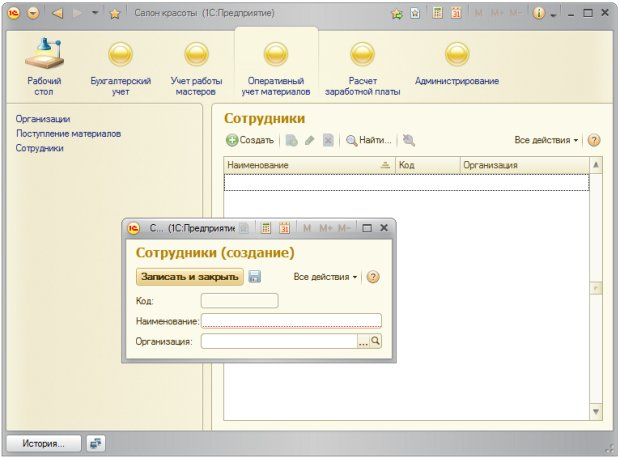 Салон красоты (1С:Предприятие)
M M+ M-
Рабочий
стол
Бухгалтерский
учет
Учет работы
мастеров
Оперативный
учет материалов
Расчет
заработной платы
Администрирование
Организации
Поступление материалов
Сотрудники
Сотрудники
Создать
Найти...
Все действия
Наименование
Код
Организация
С... (1С:Предприятие
M M+ M-
Сотрудники (создание)
Записать и закрыть
Все действия
Код:
Наименование:
Организация:
...
История...